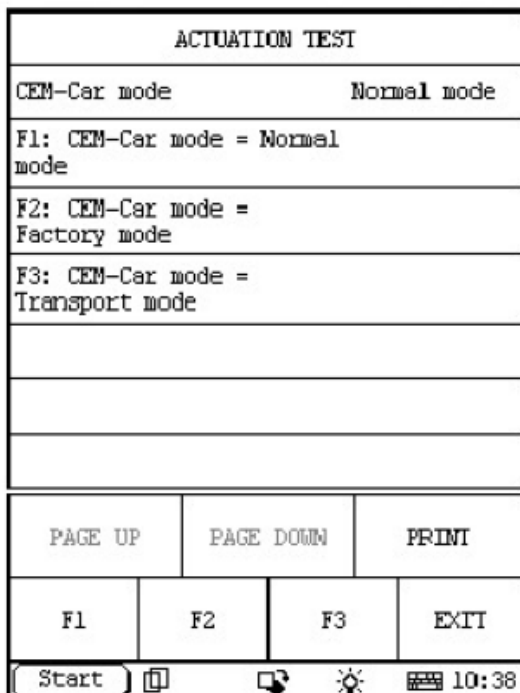 ACTUATION TEST
CEM-Car mode Normal mode
F1: CEM-Car mode = Normal
mode
F2: CEM-Car mode =
Factory mode
F3: CEM-Car mode =
Transport mode
PAGE UP PAGE DOWN PRINT
F1 F2 F3 EXIT
Start 10:38